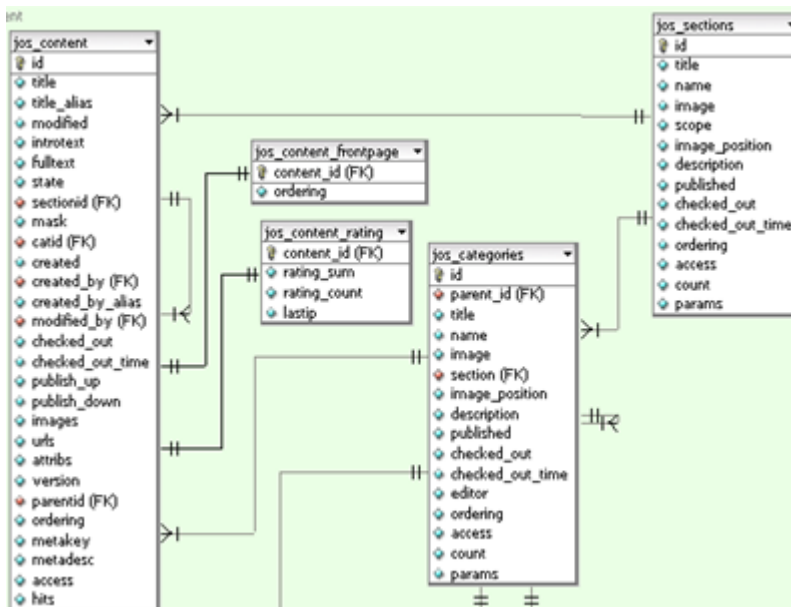 ent
jos_content
id
title
title_alias
modified
introtext
fulltext
state
sectionid (FK)
mask
catid (FK)
created
created_by (FK)
created_by_alias
modified_by (FK)
checked_out
checked_out_time
publish_up
publish_down
images
urls
attribs
version
parentid (FK)
ordering
metakey
metadesc
access
hits
jos_content_frontpage
content_id (FK)
ordering
jos_content_rating
content_id (FK)
rating_sum
rating_count
lastip
jos_categories
id
parent_id (FK)
title
name
image
section (FK)
image_position
description
published
checked_out
checked_out_time
editor
ordering
access
count
params
jos_sections
id
title
name
image
scope
image_position
description
published
checked_out
checked_out_time
ordering
access
count
params